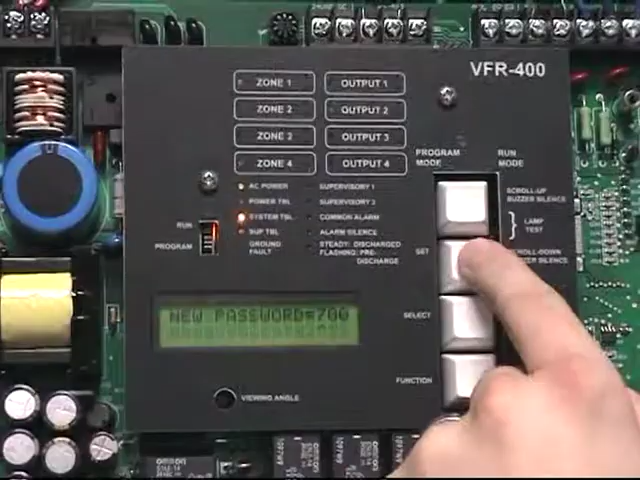 VFR-400
ZONE 1 OUTPUT 1
ZONE 2 OUTPUT 2
ZONE 2 OUTPUT 3
ZONE 4 OUTPUT 4
PROGRAM MODE
RUN MODE
AC POWER
POWER TBL
SYSTEM TBL
SUP TBL
GROUND FAULT
SUPERVISORY 1
SUPERVISORY 2
COMMON ALARM
ALARM SILENCE
STEADY: DISCHARGED
FLASHING: PRE-DISCHARGE
RUN
PROGRAM
SCROLL-UP
BUZZER SILENCE
LAMP TEST
SET
SELECT
FUNCTION
NEW PASSWORD=700
VIEWING ANGLE